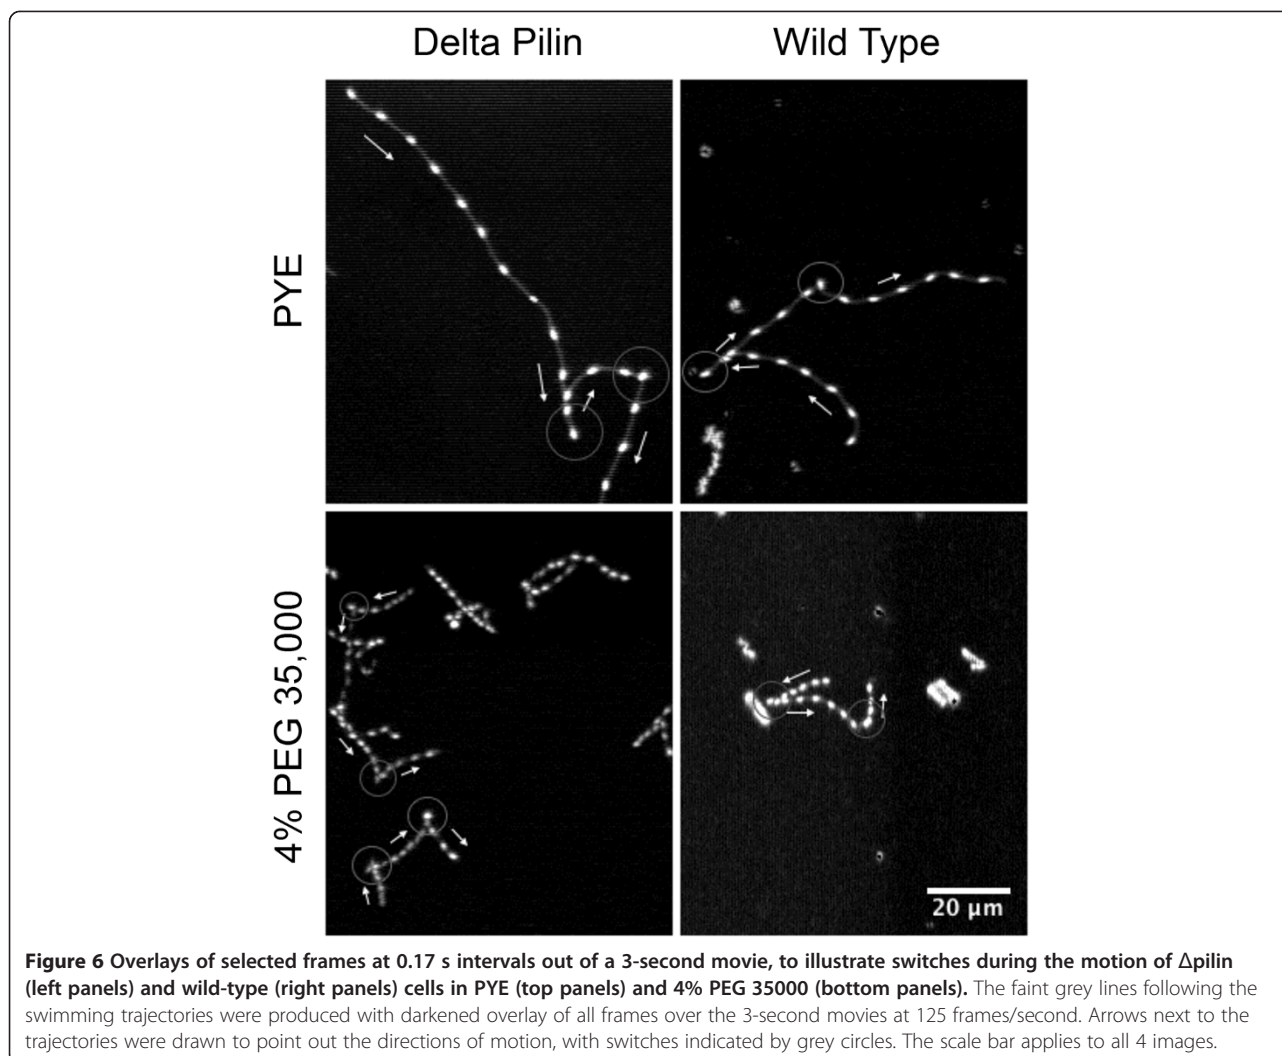 Delta Pilin
Wild Type
PYE
4% PEG 35,000
20 µm
Figure 6 Overlays of selected frames at 0.17 s intervals out of a 3-second movie, to illustrate switches during the motion of Δpilin
(left panels) and wild-type (right panels) cells in PYE (top panels) and 4% PEG 35000 (bottom panels). The faint grey lines following the
swimming trajectories were produced with darkened overlay of all frames over the 3-second movies at 125 frames/second. Arrows next to the
trajectories were drawn to point out the directions of motion, with switches indicated by grey circles. The scale bar applies to all 4 images.